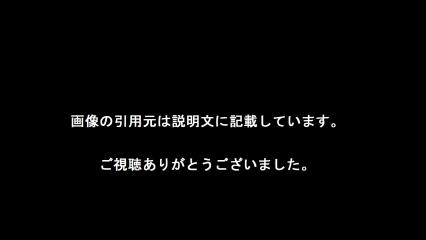 画像の引用元は説明文に記載しています。
ご視聴ありがとうございました。